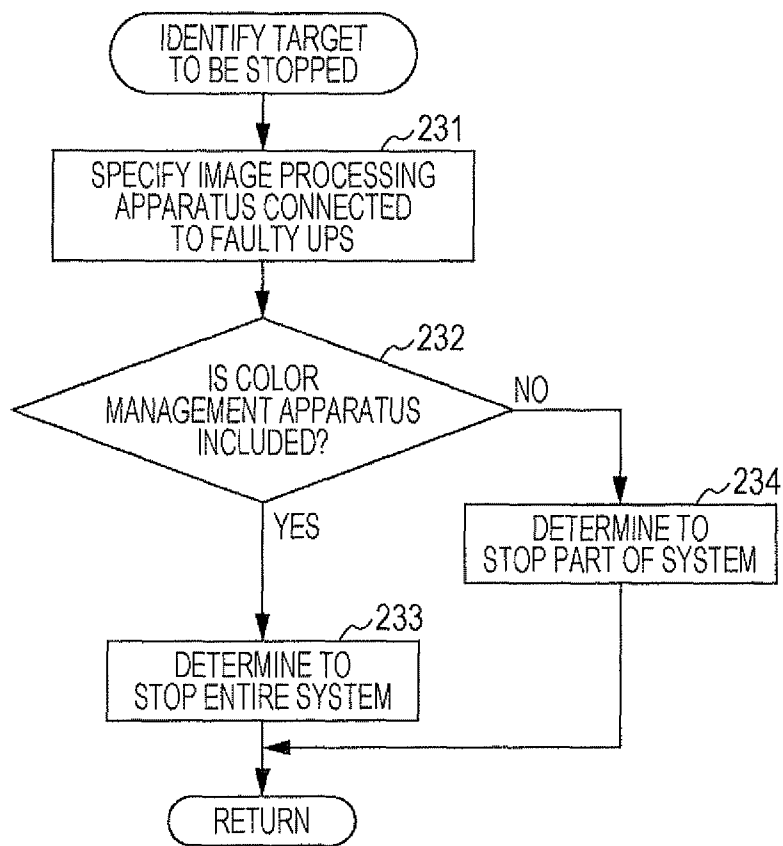 IDENTIFY TARGET
TO BE STOPPED
231
SPECIFY IMAGE PROCESSING
APPARATUS CONNECTED
TO FAULTY UPS
232
IS COLOR
MANAGEMENT APPARATUS
INCLUDED?
NO
YES
234
DETERMINE TO
STOP PART OF SYSTEM
233
DETERMINE TO
STOP ENTIRE SYSTEM
RETURN